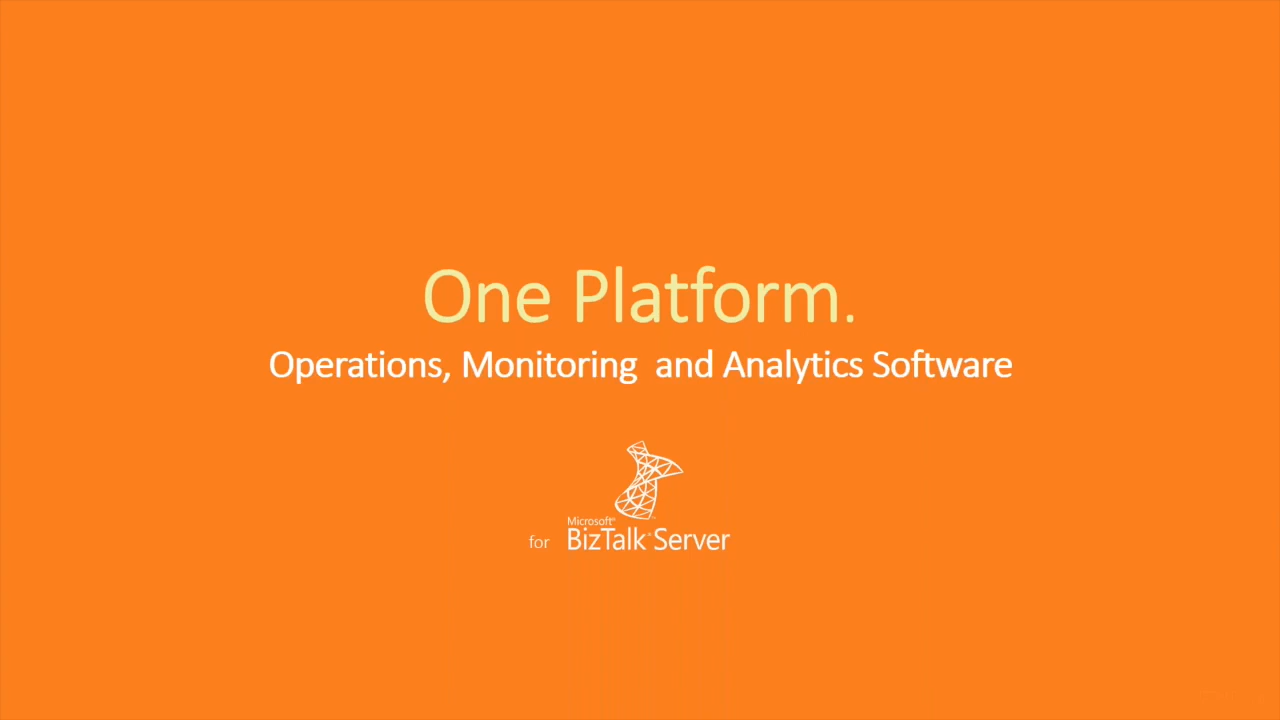 One Platform.
Operations, Monitoring and Analytics Software
Microsoft®
for BizTalk® Server